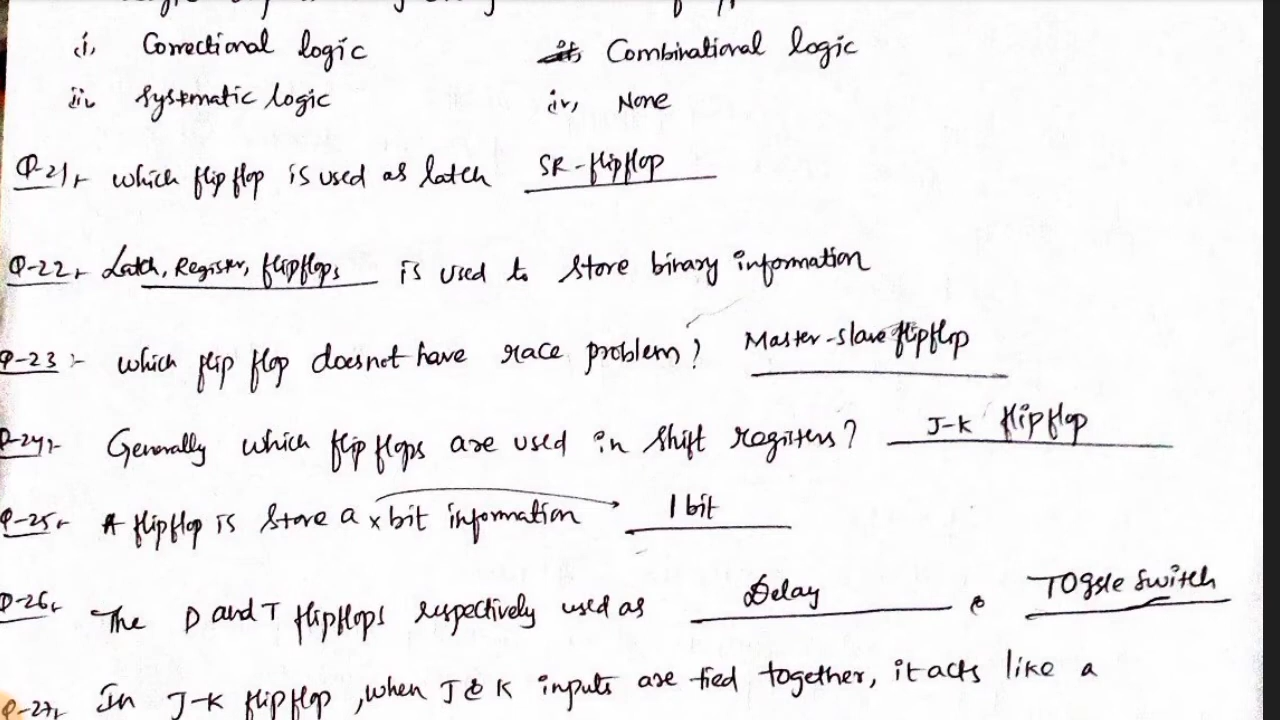 i, Correctional logic iii, Combinational logic
ii, Systematic logic iv, None
Q-21, which flipflop is used as latch SR-flipflop
Q-22, Latch, Register, flipflops is used to store binary information
Q-23 :- which flip flop doesnot have race problem? Master-slave flipflop
Q-24, Generally which flip flops are used in shift registers? J-K flipflop
Q-25, A flipflop is store a x bit information 1 bit
Q-26, The D and T flipflops respectively used as Delay & Toggle Switch
Q-27, In J-K flipflop, when J & K inputs are tied together, it acts like a